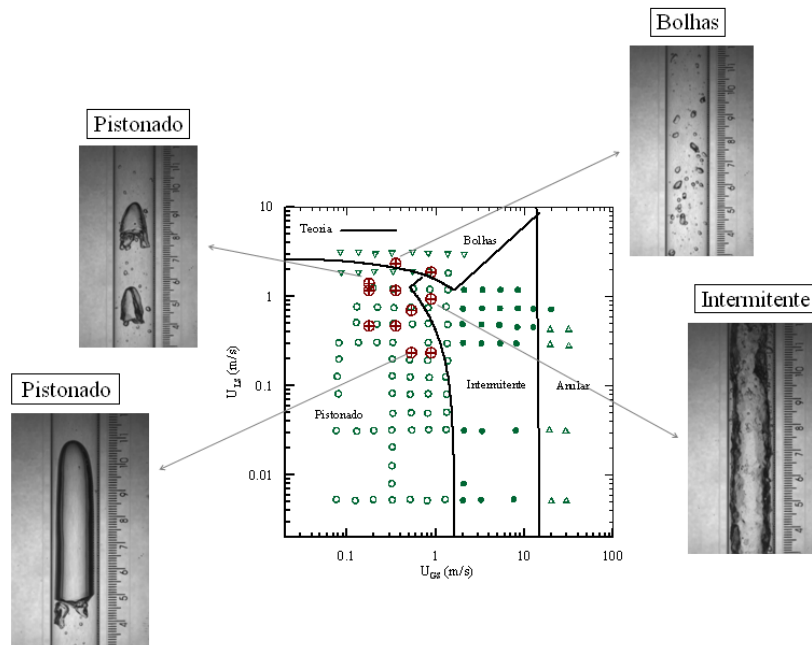 Bolhas
Pistonado
Intermitente
Pistonado
Teoria
Bolhas
Pistonado
Intermitente
Anular
10
1
0.1
0.01
U_LS (m/s)
0.1
1
10
100
U_GS (m/s)